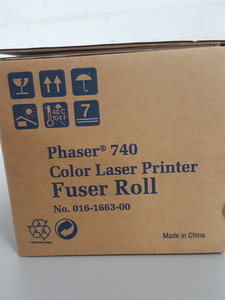 40 C
104 F
7
Phaser® 740
Color Laser Printer
Fuser Roll
No. 016-1663-00
Made in China